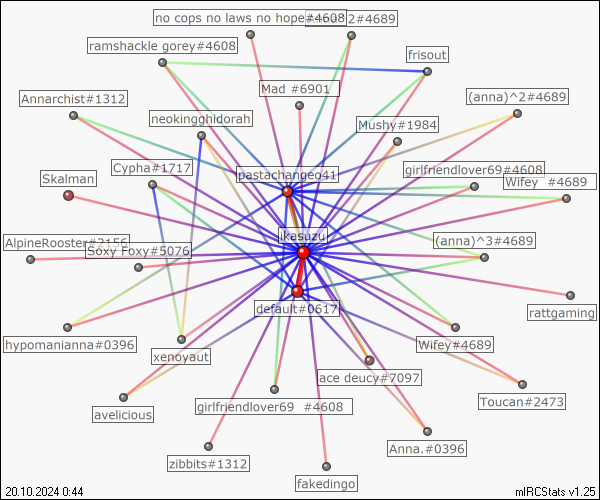 no cops no laws no hope#4608
2#4689
ramshackle gorey#4608
frisout
Mad #6901
Annarchist#1312
(anna)^2#4689
neokingghidorah
Mushy#1984
Cypha#1717
pastachangeo41
girlfriendlover69#4608
Skalman
Wifey #4689
ikasuzu
AlpineRooster#2156
Soxy Foxy#5076
(anna)^3#4689
default#0617
rattgaming
hypomanianna#0396
xenoyaut
Wifey#4689
ace deucy#7097
avelicious
girlfriendlover69 #4608
Toucan#2473
Anna.#0396
zibbits#1312
fakedingo
20.10.2024 0:44
mIRCStats v1.25